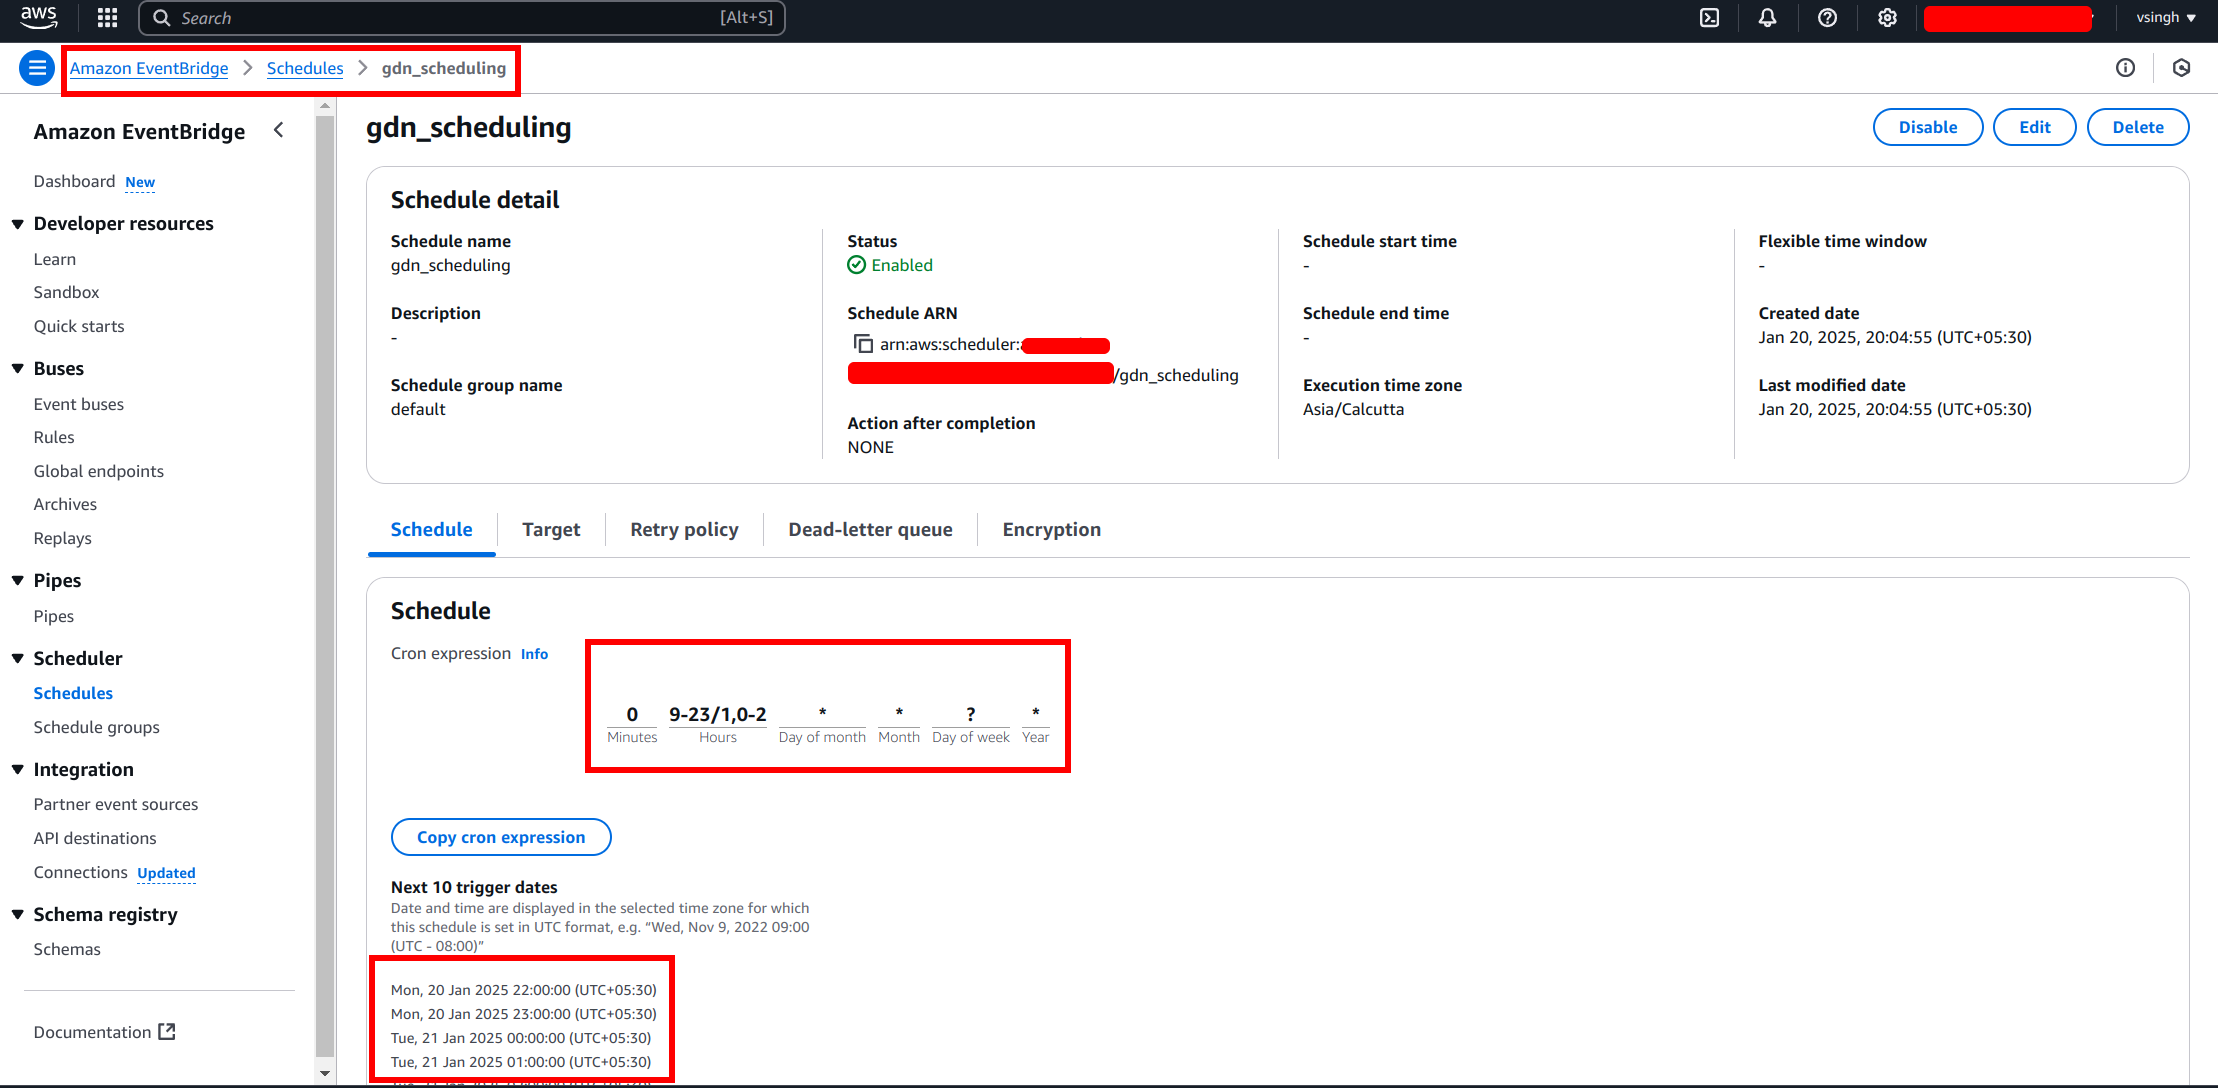 aws
Search [Alt+S]
vsingh
Amazon EventBridge
Schedules
gdn_scheduling
Amazon EventBridge
Dashboard New
Developer resources
Learn
Sandbox
Quick starts
Buses
Event buses
Rules
Global endpoints
Archives
Replays
Pipes
Pipes
Scheduler
Schedules
Schedule groups
Integration
Partner event sources
API destinations
Connections Updated
Schema registry
Schemas
Documentation
gdn_scheduling
Disable
Edit
Delete
Schedule detail
Schedule name
gdn_scheduling
Description
-
Schedule group name
default
Status
Enabled
Schedule ARN
arn:aws:scheduler:
/gdn_scheduling
Action after completion
NONE
Schedule start time
-
Schedule end time
-
Execution time zone
Asia/Calcutta
Flexible time window
-
Created date
Jan 20, 2025, 20:04:55 (UTC+05:30)
Last modified date
Jan 20, 2025, 20:04:55 (UTC+05:30)
Schedule
Target
Retry policy
Dead-letter queue
Encryption
Schedule
Cron expression Info
0 9-23/1,0-2 * * ? *
Minutes Hours Day of month Month Day of week Year
Copy cron expression
Next 10 trigger dates
Date and time are displayed in the selected time zone for which
this schedule is set in UTC format, e.g. “Wed, Nov 9, 2022 09:00
(UTC - 08:00)”
Mon, 20 Jan 2025 22:00:00 (UTC+05:30)
Mon, 20 Jan 2025 23:00:00 (UTC+05:30)
Tue, 21 Jan 2025 00:00:00 (UTC+05:30)
Tue, 21 Jan 2025 01:00:00 (UTC+05:30)